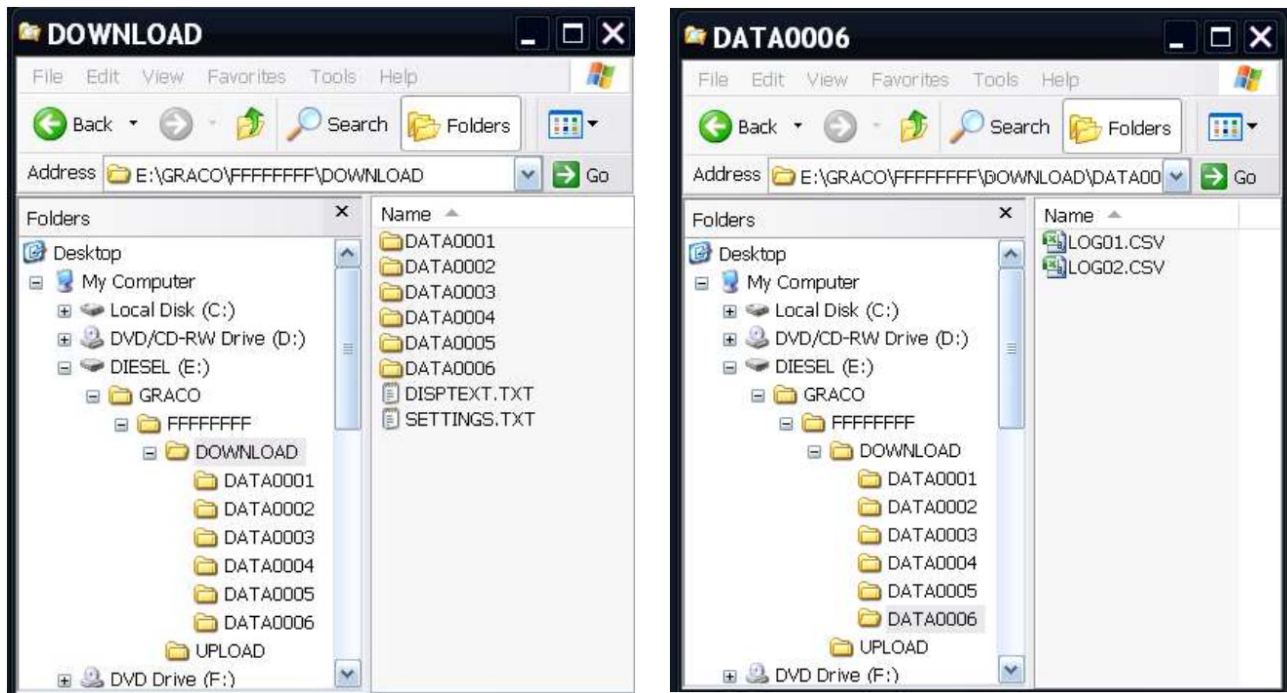 DOWNLOAD
File Edit View Favorites Tools Help
Back Search Folders
Address E:\GRACO\FFFFFFFF\DOWNLOAD Go
Folders
Desktop
My Computer
Local Disk (C:)
DVD/CD-RW Drive (D:)
DIESEL (E:)
GRACO
FFFFFFFF
DOWNLOAD
DATA0001
DATA0002
DATA0003
DATA0004
DATA0005
DATA0006
UPLOAD
DVD Drive (F:)
Name
DATA0001
DATA0002
DATA0003
DATA0004
DATA0005
DATA0006
DISPTEXT.TXT
SETTINGS.TXT
DATA0006
File Edit View Favorites Tools Help
Back Search Folders
Address E:\GRACO\FFFFFFFF\DOWNLOAD\DATA00 Go
Folders
Desktop
My Computer
Local Disk (C:)
DVD/CD-RW Drive (D:)
DIESEL (E:)
GRACO
FFFFFFFF
DOWNLOAD
DATA0001
DATA0002
DATA0003
DATA0004
DATA0005
DATA0006
UPLOAD
DVD Drive (F:)
Name
LOG01.CSV
LOG02.CSV